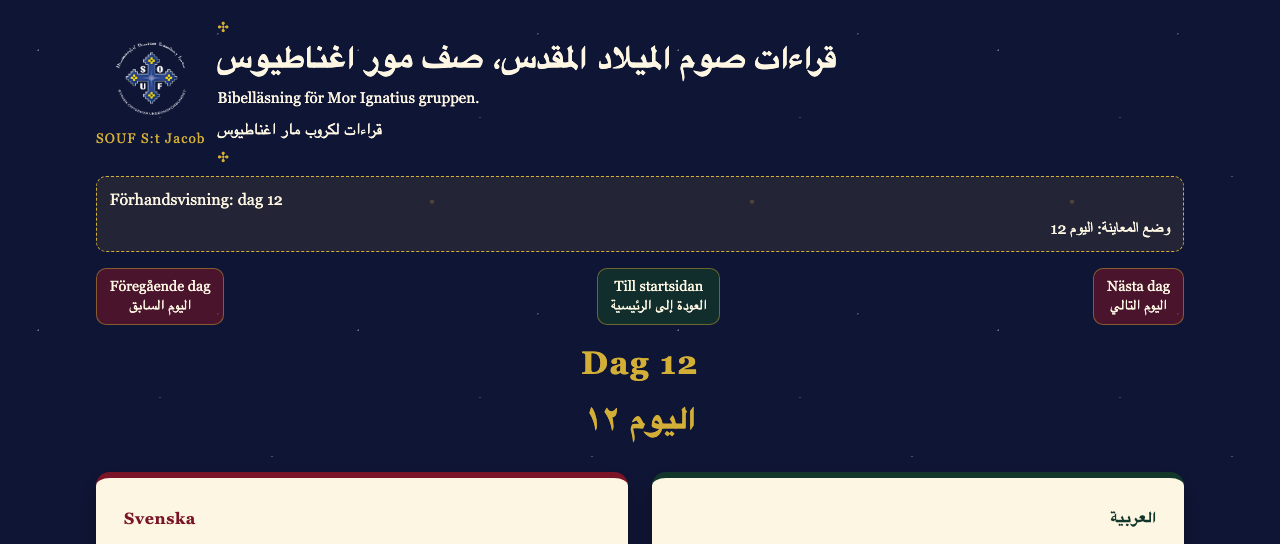 ✣
قراءات صوم الميلاد المقدس، صف مور اغناطيوس
Bibelläsning för Mor Ignatius gruppen.
قراءات لكروب مار اغناطيوس
✣
S O
U F
SOUF S:t Jacob
Förhandsvisning: dag 12
وضع المعاينة: اليوم 12
Föregående dag
اليوم السابق
Till startsidan
العودة إلى الرئيسية
Nästa dag
اليوم التالي
Dag 12
اليوم ١٢
Svenska
العربية